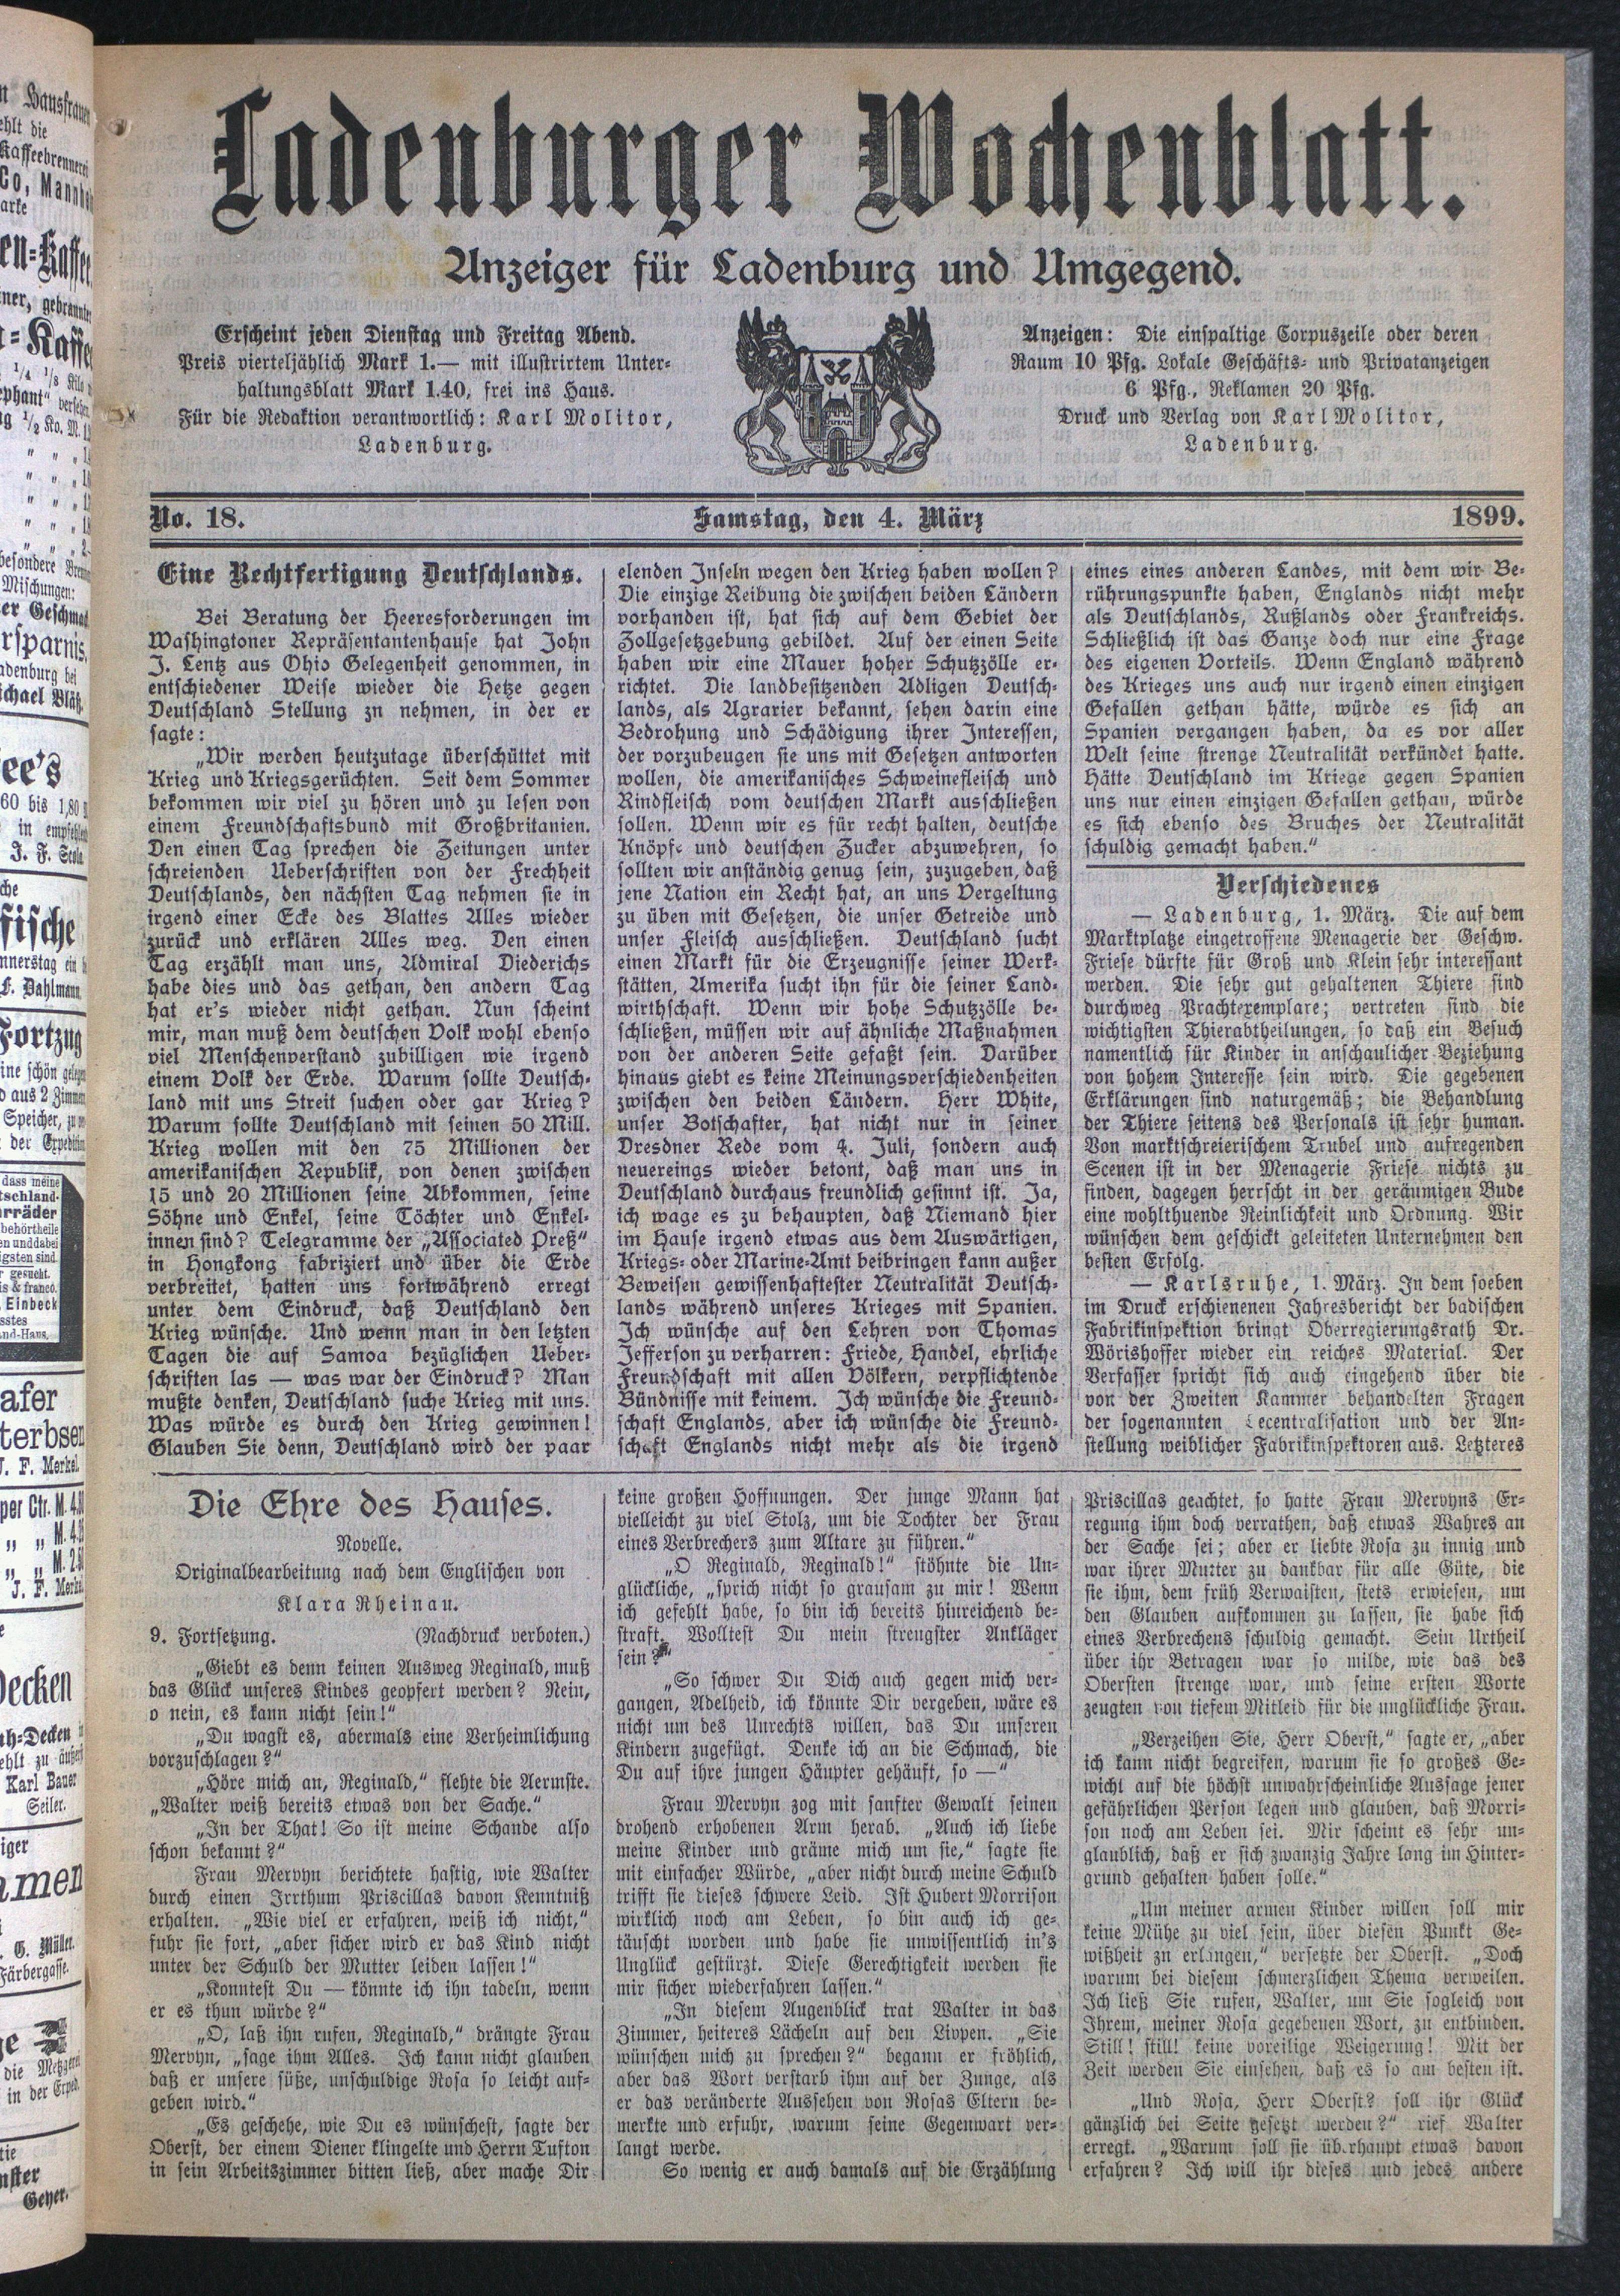 Ladenburger Wochenblatt.
Anzeiger für Ladenburg und Umgegend.
Erscheint jeden Dienstag und Freitag Abend.
Preis vierteljählich Mark 1.— mit illustrirtem Unter-
haltungsblatt Mark 1.40, frei ins Haus.
Für die Redaktion verantwortlich: Karl Molitor,
Ladenburg.
Anzeigen: Die einspaltige Corpuszeile oder deren
Raum 10 Pfg. Lokale Geschäfts- und Privatanzeigen
6 Pfg., Reklamen 20 Pfg.
Druck und Verlag von Karl Molitor,
Ladenburg.
No. 18.
Samstag, den 4. März
1899.
Eine Rechtfertigung Deutschlands.
Bei Beratung der Heeresforderungen im
Washingtoner Repräsentantenhause hat John
J. Lentz aus Ohio Gelegenheit genommen, in
entschiedener Weise wieder die Hetze gegen
Deutschland Stellung zn nehmen, in der er
sagte:
„Wir werden heutzutage überschüttet mit
Krieg und Kriegsgerüchten. Seit dem Sommer
bekommen wir viel zu hören und zu lesen von
einem Freundschaftsbund mit Großbritanien.
Den einen Tag sprechen die Zeitungen unter
schreienden Ueberschriften von der Frechheit
Deutschlands, den nächsten Tag nehmen sie in
irgend einer Ecke des Blattes Alles wieder
zurück und erklären Alles weg. Den einen
Tag erzählt man uns, Admiral Diederichs
habe dies und das gethan, den andern Tag
hat er's wieder nicht gethan. Nun scheint
mir, man muß dem deutschen Volk wohl ebenso
viel Menschenverstand zubilligen wie irgend
einem Volk der Erde. Warum sollte Deutsch-
land mit uns Streit suchen oder gar Krieg?
Warum sollte Deutschland mit seinen 50 Mill.
Krieg wollen mit den 75 Millionen der
amerikanischen Republik, von denen zwischen
15 und 20 Millionen seine Abkommen, seine
Söhne und Enkel, seine Töchter und Enkel-
innen sind? Telegramme der „Associated Preß“
in Hongkong fabriziert und über die Erde
verbreitet, hatten uns fortwährend erregt
unter dem Eindruck, daß Deutschland den
Krieg wünsche. Und wenn man in den letzten
Tagen die auf Samoa bezüglichen Ueber-
schriften las — was war der Eindruck? Man
mußte denken, Deutschland suche Krieg mit uns.
Was würde es durch den Krieg gewinnen!
Glauben Sie denn, Deutschland wird der paar
elenden Inseln wegen den Krieg haben wollen?
Die einzige Reibung die zwischen beiden Ländern
vorhanden ist, hat sich auf dem Gebiet der
Zollgesetzgebung gebildet. Auf der einen Seite
haben wir eine Mauer hoher Schutzzölle er-
richtet. Die landbesitzenden Adligen Deutsch-
lands, als Agrarier bekannt, sehen darin eine
Bedrohung und Schädigung ihrer Interessen,
der vorzubeugen sie uns mit Gesetzen antworten
wollen, die amerikanisches Schweinefleisch und
Rindfleisch vom deutschen Markt ausschließen
sollen. Wenn wir es für recht halten, deutsche
Knöpfe und deutschen Zucker abzuwehren, so
sollten wir anständig genug sein, zuzugeben, daß
jene Nation ein Recht hat, an uns Vergeltung
zu üben mit Gesetzen, die unser Getreide und
unser Fleisch ausschließen. Deutschland sucht
einen Markt für die Erzeugnisse seiner Werk-
stätten, Amerika sucht ihn für die seiner Land-
wirthschaft. Wenn wir hohe Schutzzölle be-
schließen, müssen wir auf ähnliche Maßnahmen
von der anderen Seite gefaßt sein. Darüber
hinaus giebt es keine Meinungsverschiedenheiten
zwischen den beiden Ländern. Herr White,
unser Botschafter, hat nicht nur in seiner
Dresdner Rede vom 4. Juli, sondern auch
neuereings wieder betont, daß man uns in
Deutschland durchaus freundlich gesinnt ist. Ja,
ich wage es zu behaupten, daß Niemand hier
im Hause irgend etwas aus dem Auswärtigen,
Kriegs- oder Marine-Amt beibringen kann außer
Beweisen gewissenhaftester Neutralität Deutsch-
lands während unseres Krieges mit Spanien.
Ich wünsche auf den Lehren von Thomas
Jefferson zu verharren: Friede, Handel, ehrliche
Freundschaft mit allen Völkern, verpflichtende
Bündnisse mit keinem. Ich wünsche die Freund-
schaft Englands, aber ich wünsche die Freund-
schaft Englands nicht mehr als die irgend
eines eines anderen Landes, mit dem wir Be-
rührungspunkte haben, Englands nicht mehr
als Deutschlands, Rußlands oder Frankreichs.
Schließlich ist das Ganze doch nur eine Frage
des eigenen Vorteils. Wenn England während
des Krieges uns auch nur irgend einen einzigen
Gefallen gethan hätte, würde es sich an
Spanien vergangen haben, da es vor aller
Welt seine strenge Neutralität verkündet hatte.
Hätte Deutschland im Kriege gegen Spanien
uns nur einen einzigen Gefallen gethan, würde
es sich ebenso des Bruches der Neutralität
schuldig gemacht haben.“
Verschiedenes
— Ladenburg, 1. März. Die auf dem
Marktplatze eingetroffene Menagerie der Geschw.
Friese dürfte für Groß und Klein sehr interessant
werden. Die sehr gut gehaltenen Thiere sind
durchweg Prachtexemplare; vertreten sind die
wichtigsten Thierabtheilungen, so daß ein Besuch
namentlich für Kinder in anschaulicher Beziehung
von hohem Interesse sein wird. Die gegebenen
Erklärungen sind naturgemäß; die Behandlung
der Thiere seitens des Personals ist sehr human.
Von marktschreierischem Trubel und aufregenden
Scenen ist in der Menagerie Friese nichts zu
finden, dagegen herrscht in der geräumigen Bude
eine wohlthuende Reinlichkeit und Ordnung. Wir
wünschen dem geschickt geleiteten Unternehmen den
besten Erfolg.
— Karlsruhe, 1. März. In dem soeben
im Druck erschienenen Jahresbericht der badischen
Fabrikinspektion bringt Oberregierungsrath Dr.
Wörishoffer wieder ein reiches Material. Der
Verfasser spricht sich auch eingehend über die
von der Zweiten Kammer behandelten Fragen
der sogenannten Decentralisation und der An-
stellung weiblicher Fabrikinspektoren aus. Letzteres
Die Ehre des Hauses.
Novelle.
Originalbearbeitung nach dem Englischen von
Klara Rheinau.
9. Fortsetzung. (Nachdruck verboten.)
„Giebt es denn keinen Ausweg Reginald, muß
das Glück unseres Kindes geopfert werden? Nein,
o nein, es kann nicht sein!“
„Du wagst es, abermals eine Verheimlichung
vorzuschlagen?“
„Höre mich an, Reginald,“ flehte die Aermste.
„Walter weiß bereits etwas von der Sache.“
„In der That! So ist meine Schande also
schon bekannt?“
Frau Mervyn berichtete hastig, wie Walter
durch einen Irrthum Priscillas davon Kenntniß
erhalten. „Wie viel er erfahren, weiß ich nicht,“
fuhr sie fort, „aber sicher wird er das Kind nicht
unter der Schuld der Mutter leiden lassen!“
„Konntest Du — könnte ich ihn tadeln, wenn
er es thun würde?“
„O, laß ihn rufen, Reginald,“ drängte Frau
Mervyn, „sage ihm Alles. Ich kann nicht glauben
daß er unsere süße, unschuldige Rosa so leicht auf-
geben wird.“
„Es geschehe, wie Du es wünschest, sagte der
Oberst, der einem Diener klingelte und Herrn Tufton
in sein Arbeitszimmer bitten ließ, aber mache Dir
keine großen Hoffnungen. Der junge Mann hat
vielleicht zu viel Stolz, um die Tochter der Frau
eines Verbrechers zum Altare zu führen.“
„O Reginald, Reginald!“ stöhnte die Un-
glückliche, „sprich nicht so grausam zu mir! Wenn
ich gefehlt habe, so bin ich bereits hinreichend be-
straft. Wolltest Du mein strengster Ankläger
sein?“
„So schwer Du Dich auch gegen mich ver-
gangen, Adelheid, ich könnte Dir vergeben, wäre es
nicht um des Unrechts willen, das Du unseren
Kindern zugefügt. Denke ich an die Schmach, die
Du auf ihre jungen Häupter gehäuft, so —“
Frau Mervyn zog mit sanfter Gewalt seinen
drohend erhobenen Arm herab. „Auch ich liebe
meine Kinder und gräme mich um sie,“ sagte sie
mit einfacher Würde, „aber nicht durch meine Schuld
trifft sie dieses schwere Leid. Ist Hubert Morrison
wirklich noch am Leben, so bin auch ich ge-
täuscht worden und habe sie unwissentlich in's
Unglück gestürzt. Diese Gerechtigkeit werden sie
mir sicher wiederfahren lassen.“
„In diesem Augenblick trat Walter in das
Zimmer, heiteres Lächeln auf den Lippen. „Sie
wünschen mich zu sprechen?“ begann er fröhlich,
aber das Wort verstarb ihm auf der Zunge, als
er das veränderte Aussehen von Rosas Eltern be-
merkte und erfuhr, warum seine Gegenwart ver-
langt werde.
So wenig er auch damals auf die Erzählung
Priscillas geachtet, so hatte Frau Mervyns Er-
regung ihm doch verrathen, daß etwas Wahres an
der Sache sei; aber er liebte Rosa zu innig und
war ihrer Mutter zu dankbar für alle Güte, die
sie ihm, dem früh Verwaisten, stets erwiesen, um
den Glauben aufkommen zu lassen, sie habe sich
eines Verbrechens schuldig gemacht. Sein Urtheil
über ihr Betragen war so milde, wie das des
Obersten strenge war, und seine ersten Worte
zeugten von tiefem Mitleid für die unglückliche Frau.
„Verzeihen Sie, Herr Oberst,“ sagte er, „aber
ich kann nicht begreifen, warum sie so großes Ge-
wicht auf die höchst unwahrscheinliche Aussage jener
gefährlichen Person legen und glauben, daß Morri-
son noch am Leben sei. Mir scheint es sehr un-
glaublich, daß er sich zwanzig Jahre lang im Hinter-
grund gehalten haben solle.“
„Um meiner armen Kinder willen soll mir
keine Mühe zu viel sein, über diesen Punkt Ge-
wißheit zu erlangen,“ versetzte der Oberst. „Doch
warum bei diesem schmerzlichen Thema verweilen.
Ich ließ Sie rufen, Walter, um Sie sogleich von
Ihrem, meiner Rosa gegebenen Wort, zu entbinden.
Still! still! keine voreilige Weigerung! Mit der
Zeit werden Sie einsehen, daß es so am besten ist.
„Und Rosa, Herr Oberst? soll ihr Glück
gänzlich bei Seite gesetzt werden?“ rief Walter
erregt. „Warum soll sie überhaupt etwas davon
erfahren? Ich will ihr dieses und jedes andere